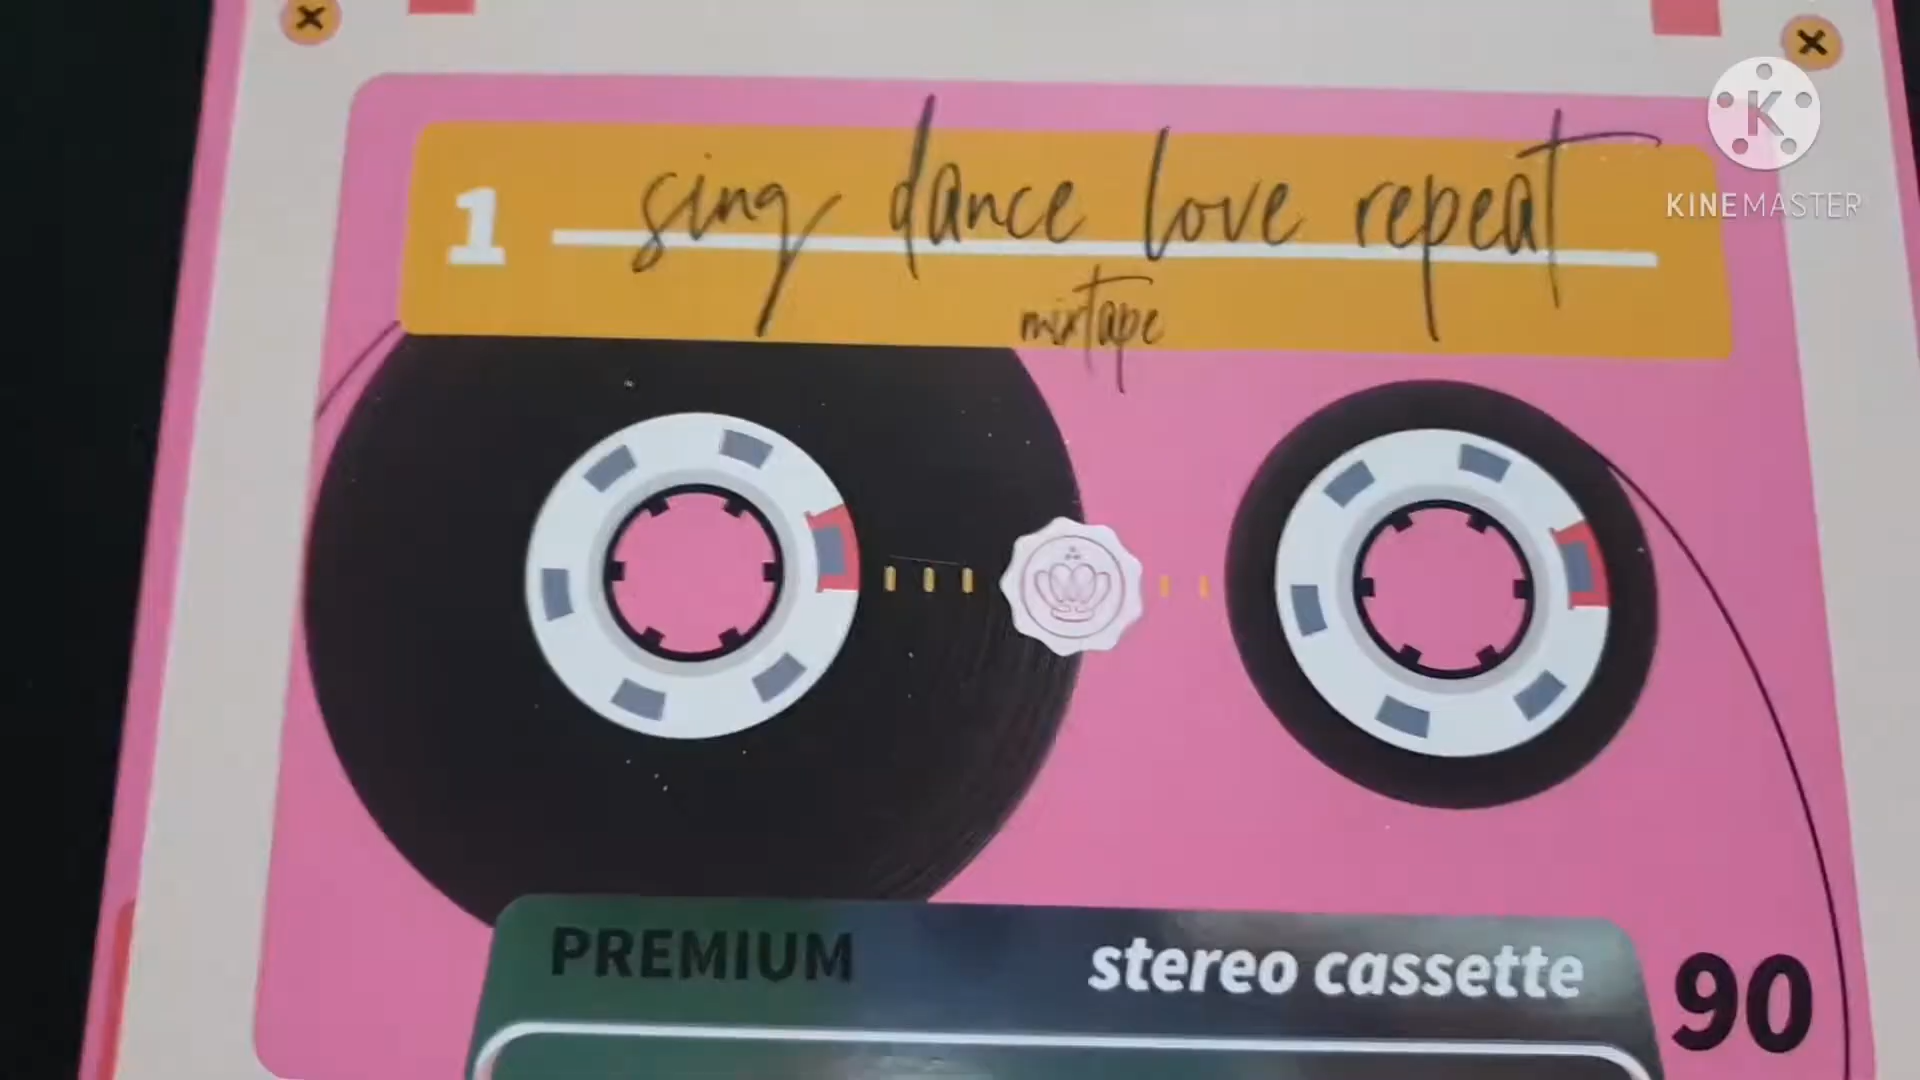 K
KINEMASTER
1 sing dance love repeat
mixtape
PREMIUM stereo cassette 90